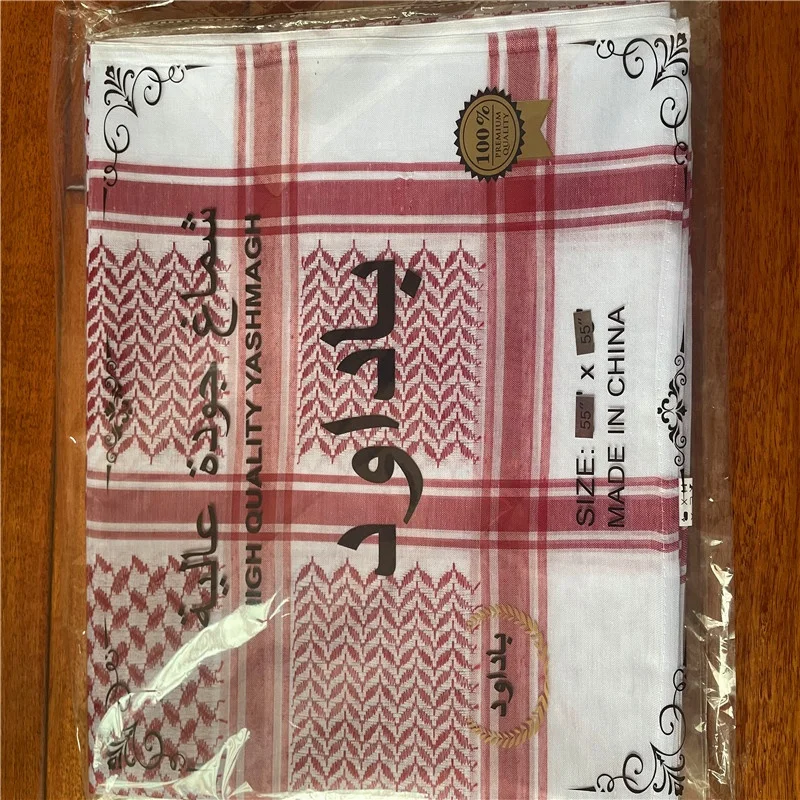 شماغ جودة عالية
HIGH QUALITY YASHMAGH
باداود
100%
PREMIUM
QUALITY
SIZE: 55" X 55"
MADE IN CHINA
باداود